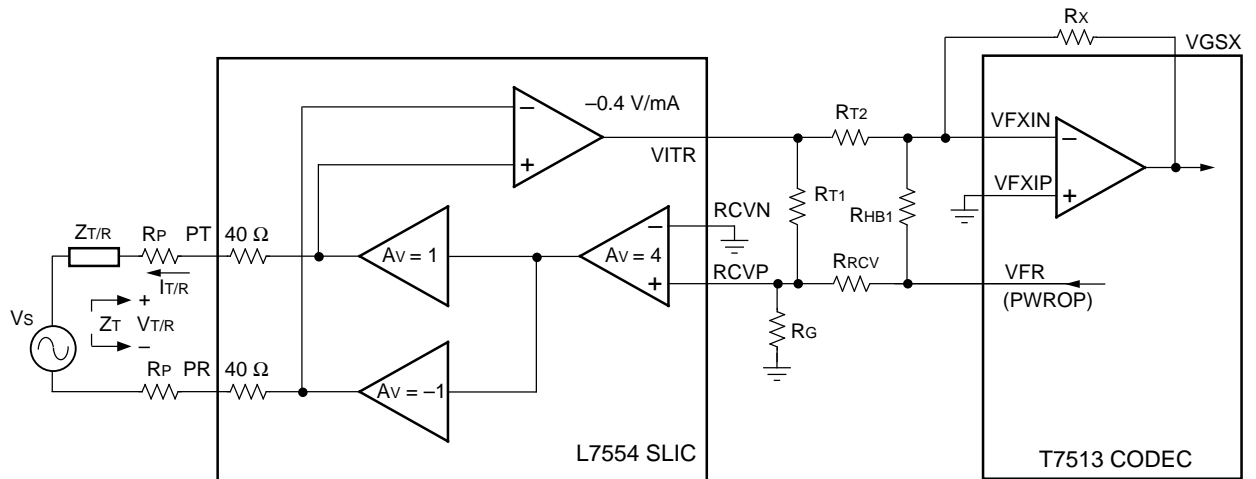 RX
VGSX
–0.4 V/mA
–
+
VITR
RT2
VFXIN
–
VFXIP
+
RT1
RHB1
RCVN
ZT/R
RP
PT
40 Ω
AV = 1
–
AV = 4
+
RCVP
RRCV
VFR
(PWROP)
IT/R
VS
ZT
+
VT/R
–
RG
RP
PR
40 Ω
AV = –1
L7554 SLIC
T7513 CODEC